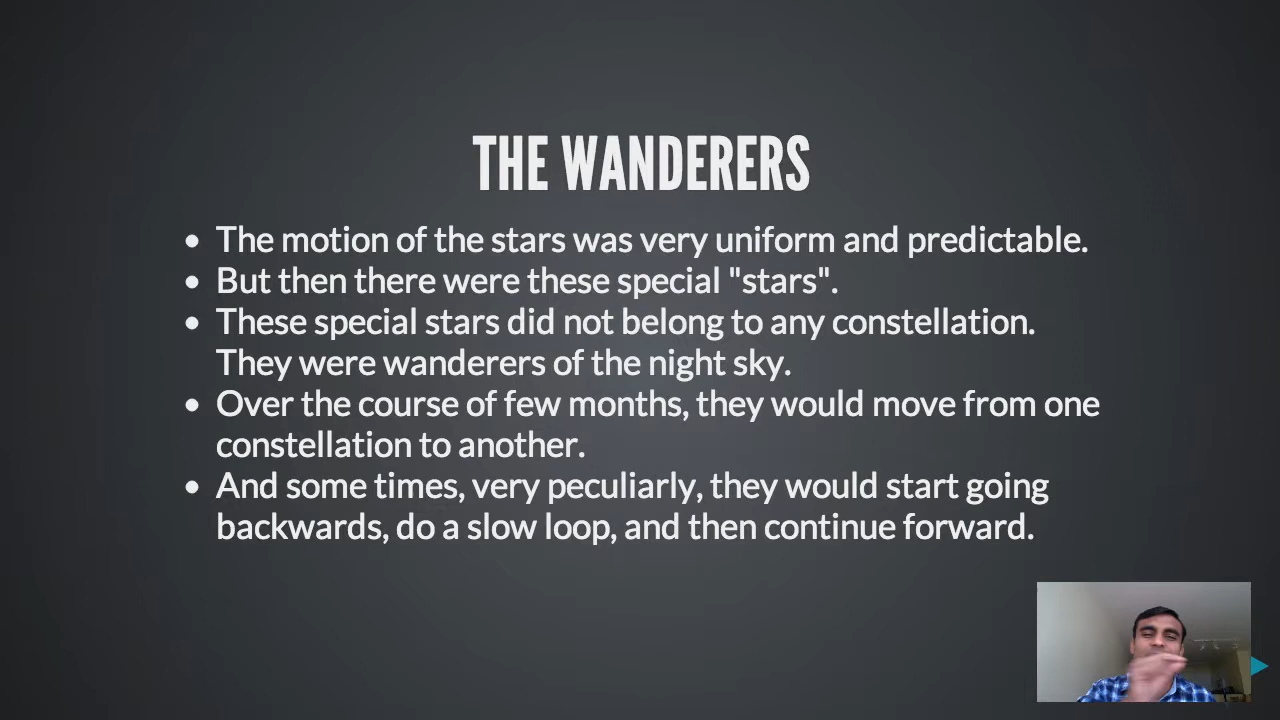 THE WANDERERS
The motion of the stars was very uniform and predictable.
But then there were these special "stars".
These special stars did not belong to any constellation.
They were wanderers of the night sky.
Over the course of few months, they would move from one
constellation to another.
And some times, very peculiarly, they would start going
backwards, do a slow loop, and then continue forward.